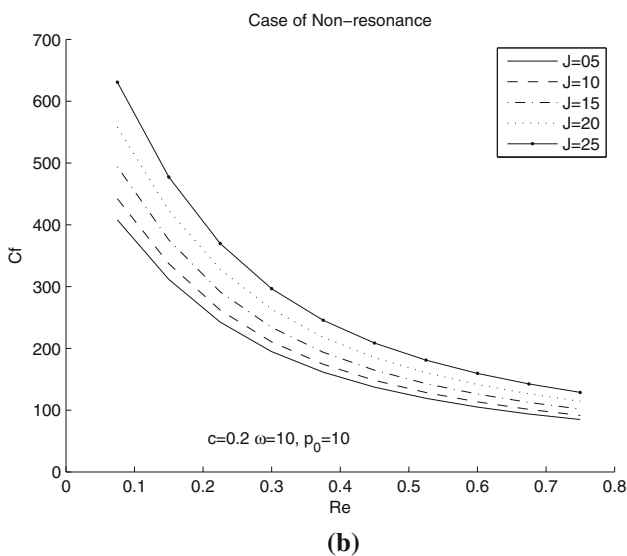 Case of Non-resonance
700
600
500
400
300
200
100
0
Cf
J=05
J=10
J=15
J=20
J=25
c=0.2 ω=10, p₀=10
0 0.1 0.2 0.3 0.4 0.5 0.6 0.7 0.8
Re
(b)